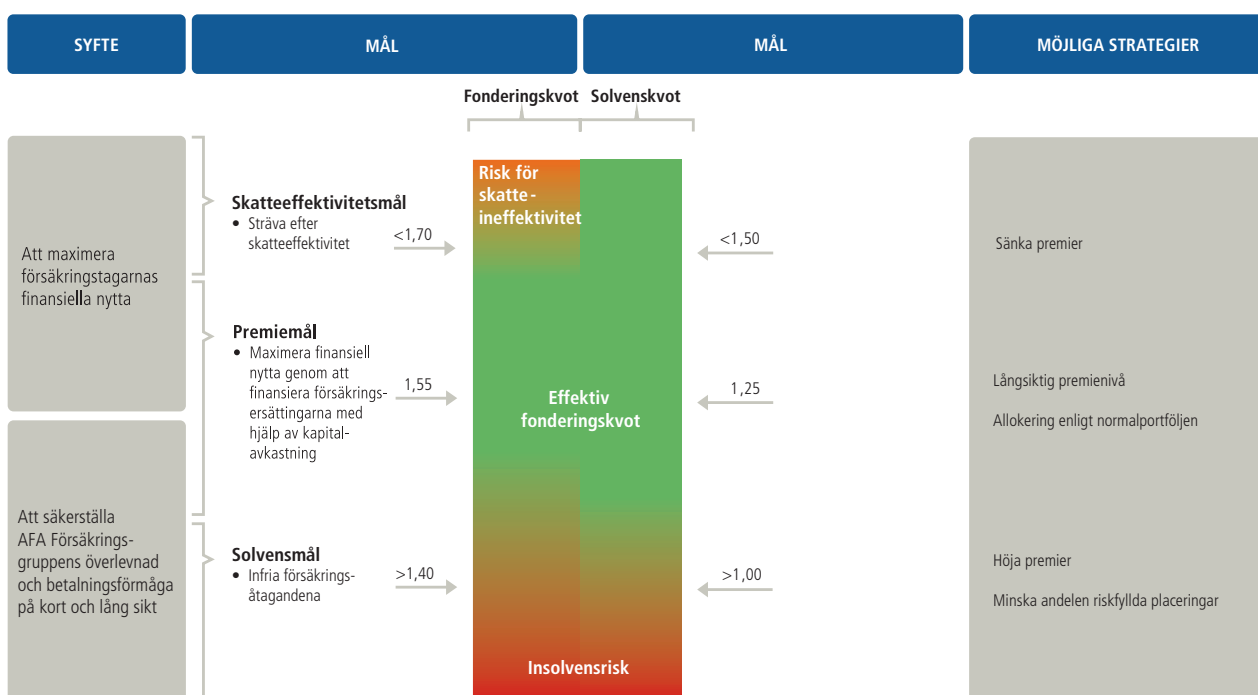 SYFTE
MÅL
MÅL
MÖJLIGA STRATEGIER
Fonderingskvot
Solvenskvot
Att maximera
försäkringstagarnas
finansiella nytta
Skatteeffektivitetsmål
• Sträva efter
skatteeffektivitet
<1,70
Risk för
skatte-
ineffektivitet
<1,50
Sänka premier
Premiemål
• Maximera finansiell
nytta genom att
finansiera försäkrings-
ersättingarna med
hjälp av kapital-
avkastning
1,55
Effektiv
fonderingskvot
1,25
Långsiktig premienivå
Allokering enligt normalportföljen
Att säkerställa
AFA Försäkrings-
gruppens överlevnad
och betalningsförmåga
på kort och lång sikt
Solvensmål
• Infria försäkrings-
åtagandena
>1,40
>1,00
Höja premier
Minska andelen riskfyllda placeringar
Insolvensrisk